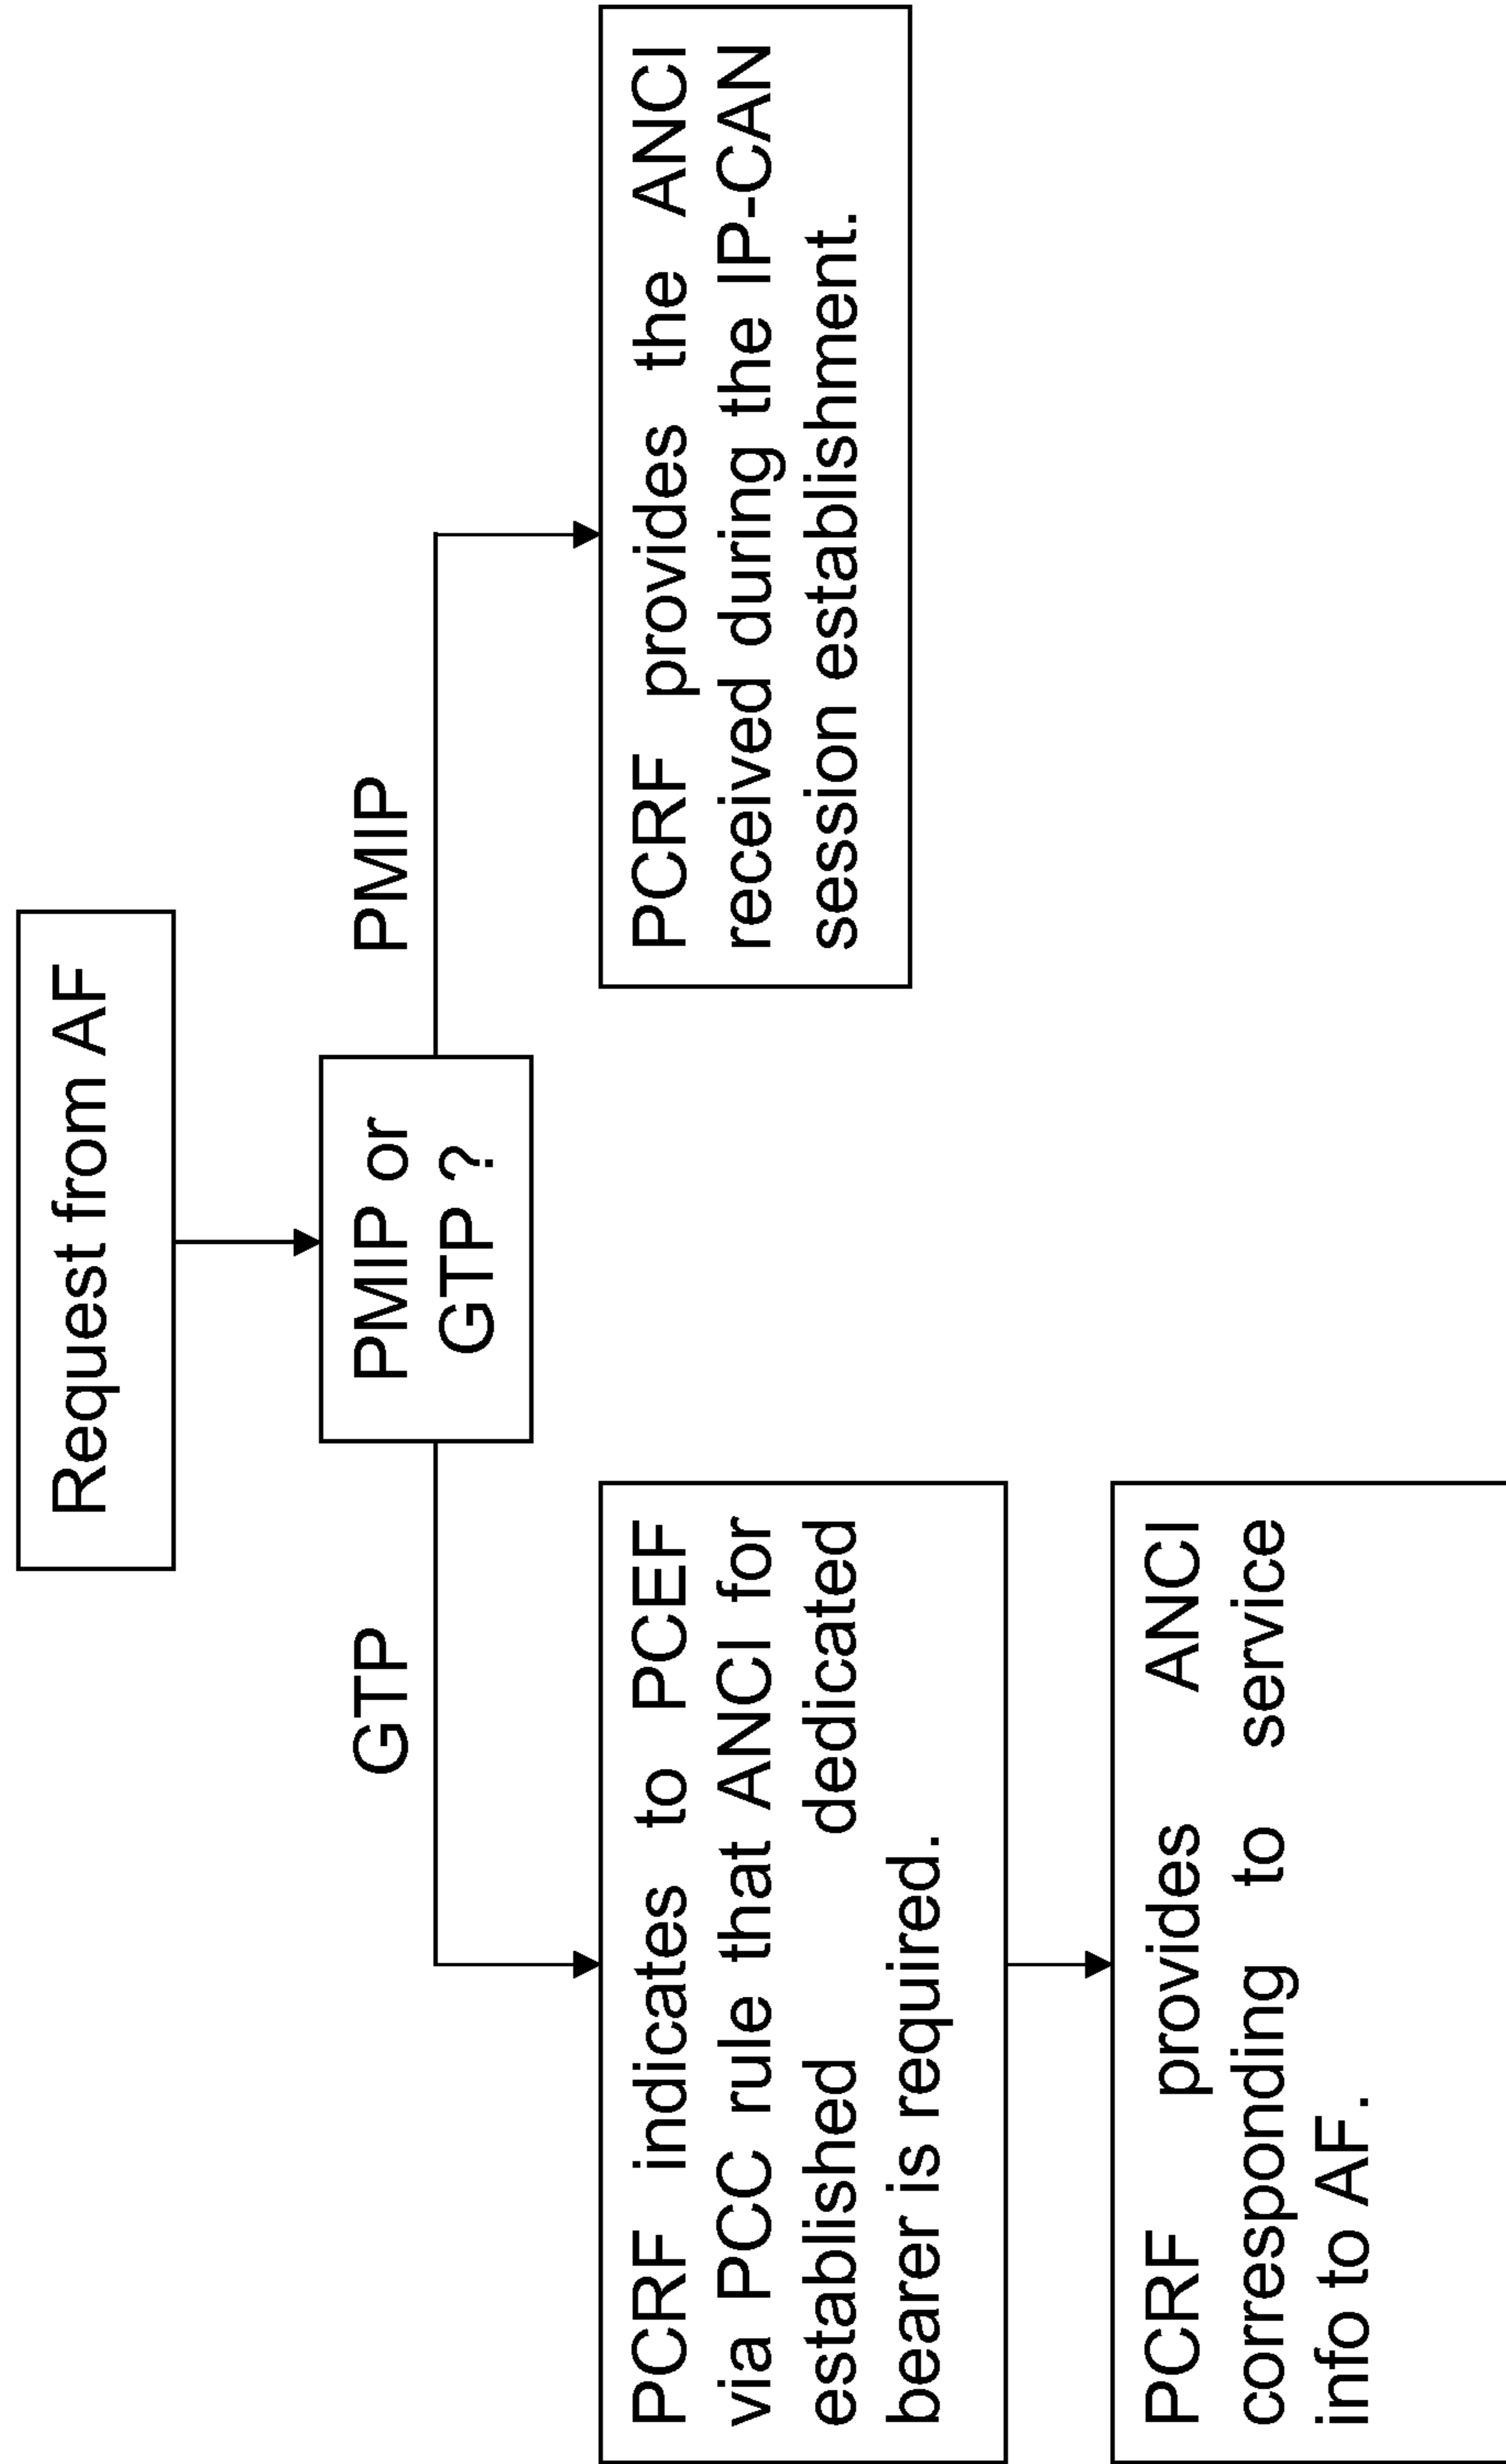 Request from AF
PMIP or
GTP ?
GTP
PMIP
PCRF indicates to PCEF
via PCC rule that ANCI for
established dedicated
bearer is required.
PCRF provides the ANCI
received during the IP-CAN
session establishment.
PCRF provides ANCI
corresponding to service
info to AF.